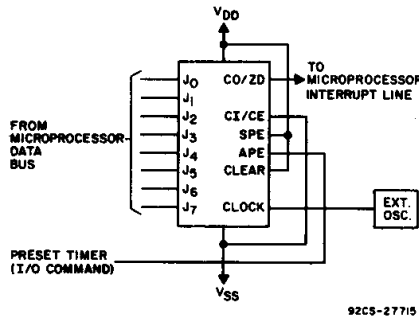 VDD
J0
J1
J2
J3
J4
J5
J6
J7
CO/ZD
CI/CE
SPE
APE
CLEAR
CLOCK
TO
MICROPROCESSOR
INTERRUPT LINE
FROM
MICROPROCESSOR
DATA
BUS
EXT.
OSC.
PRESET TIMER
(I/O COMMAND)
VSS
92CS-27715